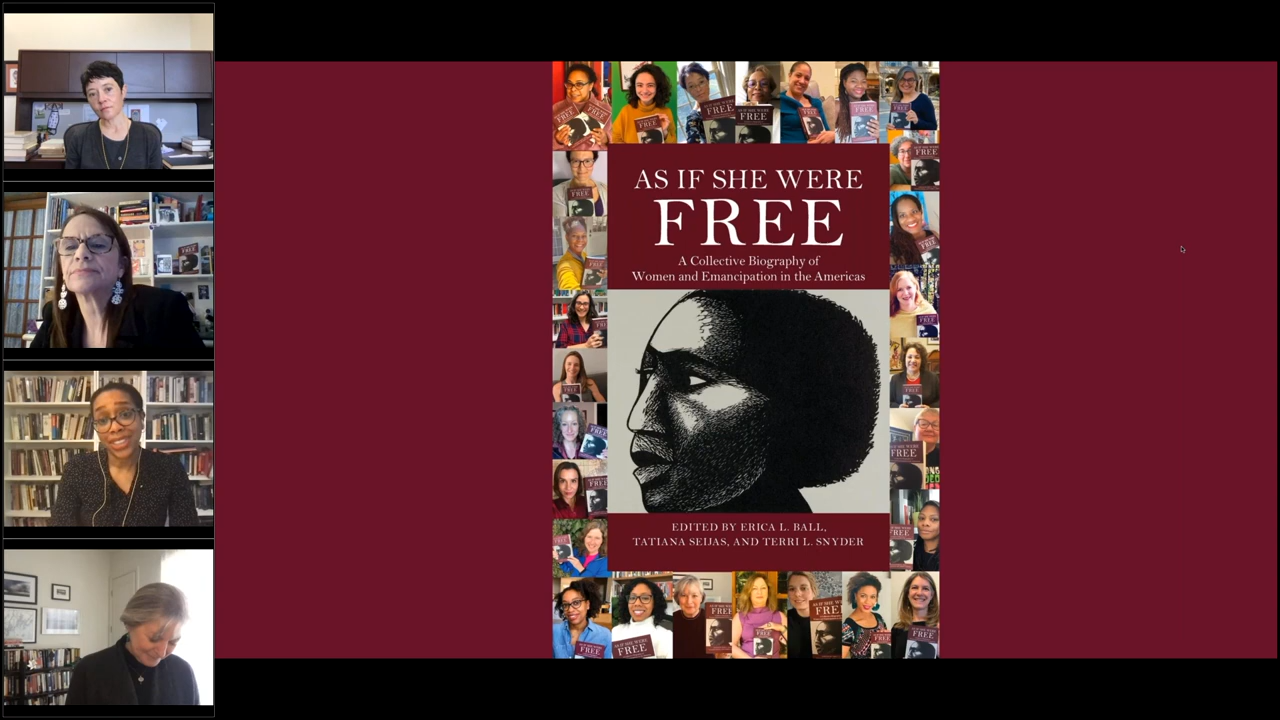 AS IF SHE WERE
FREE
A Collective Biography of
Women and Emancipation in the Americas
EDITED BY ERICA L. BALL,
TATIANA SEIJAS, AND TERRI L. SNYDER